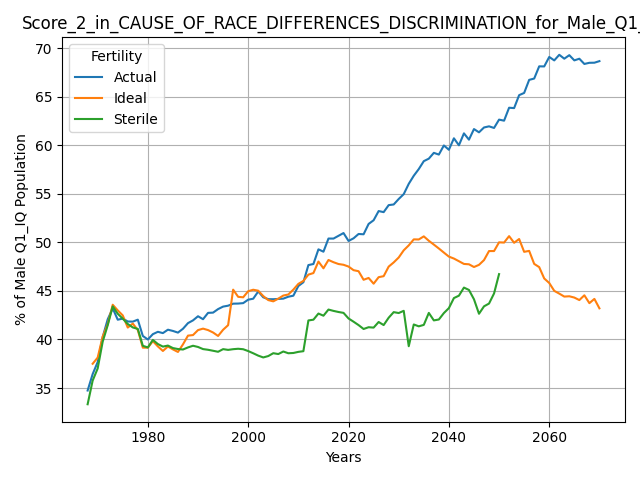 Score_2_in_CAUSE_OF_RACE_DIFFERENCES_DISCRIMINATION_for_Male_Q1_
Fertility
Actual
Ideal
Sterile
% of Male Q1_IQ Population
70
65
60
55
50
45
40
35
1980
2000
2020
2040
2060
Years